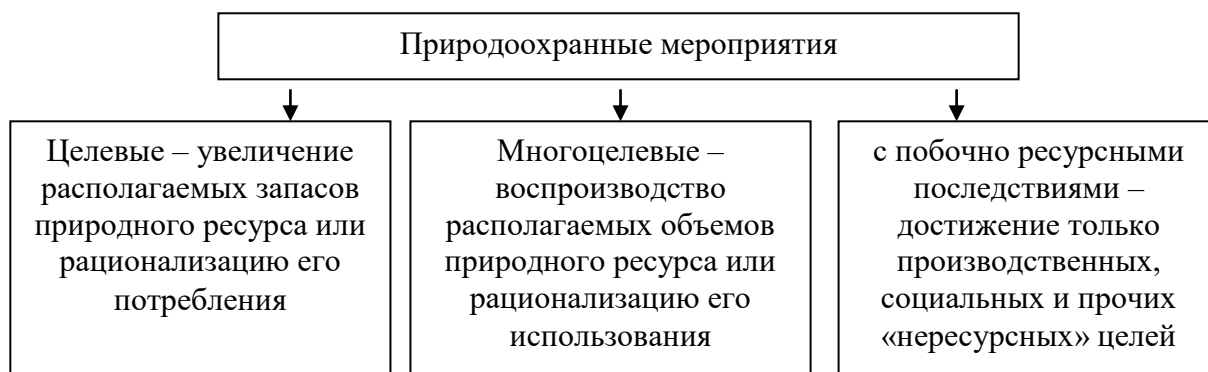 Природоохранные мероприятия
Целевые – увеличение
располагаемых запасов
природного ресурса или
рационализацию его
потребления
Многоцелевые –
воспроизводство
располагаемых объемов
природного ресурса или
рационализацию его
использования
с побочно ресурсными
последствиями –
достижение только
производственных,
социальных и прочих
«нересурсных» целей